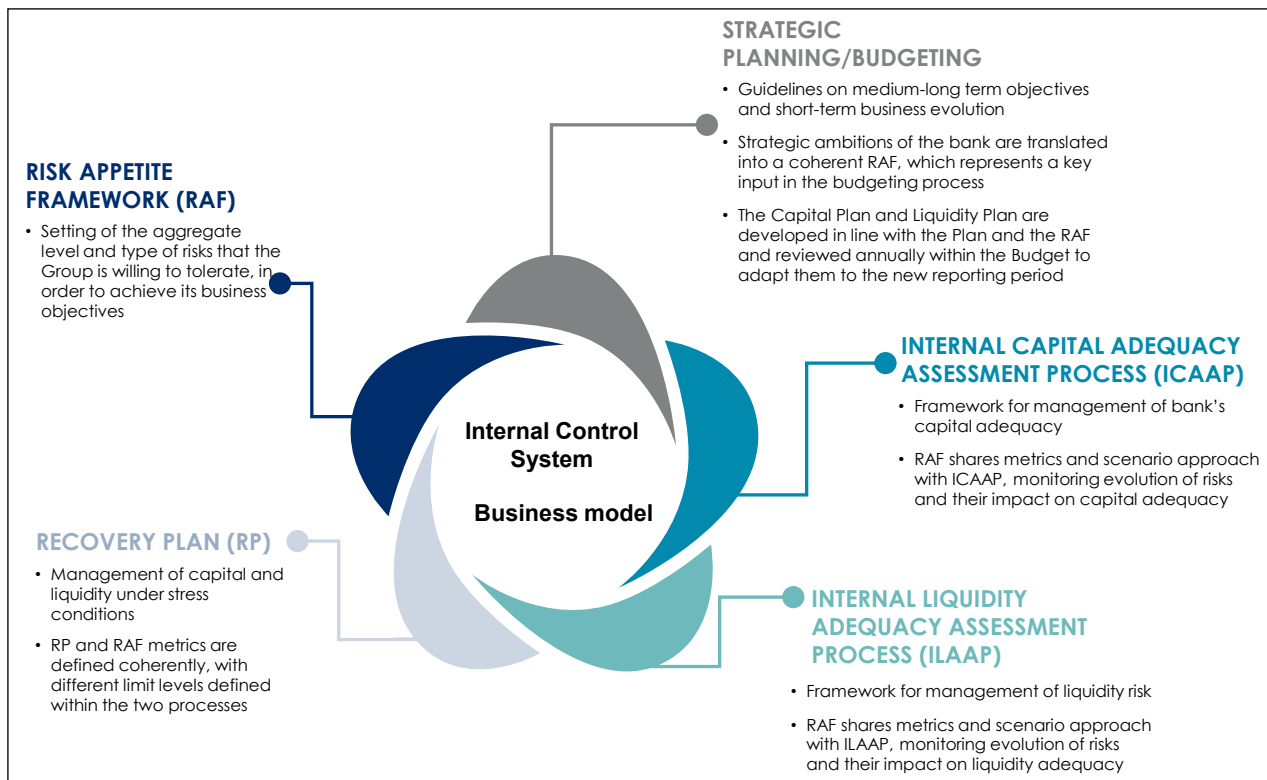 STRATEGIC
PLANNING/BUDGETING
• Guidelines on medium-long term objectives
and short-term business evolution
• Strategic ambitions of the bank are translated
into a coherent RAF, which represents a key
input in the budgeting process
• The Capital Plan and Liquidity Plan are
developed in line with the Plan and the RAF
and reviewed annually within the Budget to
adapt them to the new reporting period
RISK APPETITE
FRAMEWORK (RAF)
• Setting of the aggregate
level and type of risks that the
Group is willing to tolerate, in
order to achieve its business
objectives
INTERNAL CAPITAL ADEQUACY
ASSESSMENT PROCESS (ICAAP)
• Framework for management of bank's
capital adequacy
• RAF shares metrics and scenario approach
with ICAAP, monitoring evolution of risks
and their impact on capital adequacy
Internal Control
System
Business model
RECOVERY PLAN (RP)
• Management of capital and
liquidity under stress
conditions
• RP and RAF metrics are
defined coherently, with
different limit levels defined
within the two processes
INTERNAL LIQUIDITY
ADEQUACY ASSESSMENT
PROCESS (ILAAP)
• Framework for management of liquidity risk
• RAF shares metrics and scenario approach
with ILAAP, monitoring evolution of risks
and their impact on liquidity adequacy